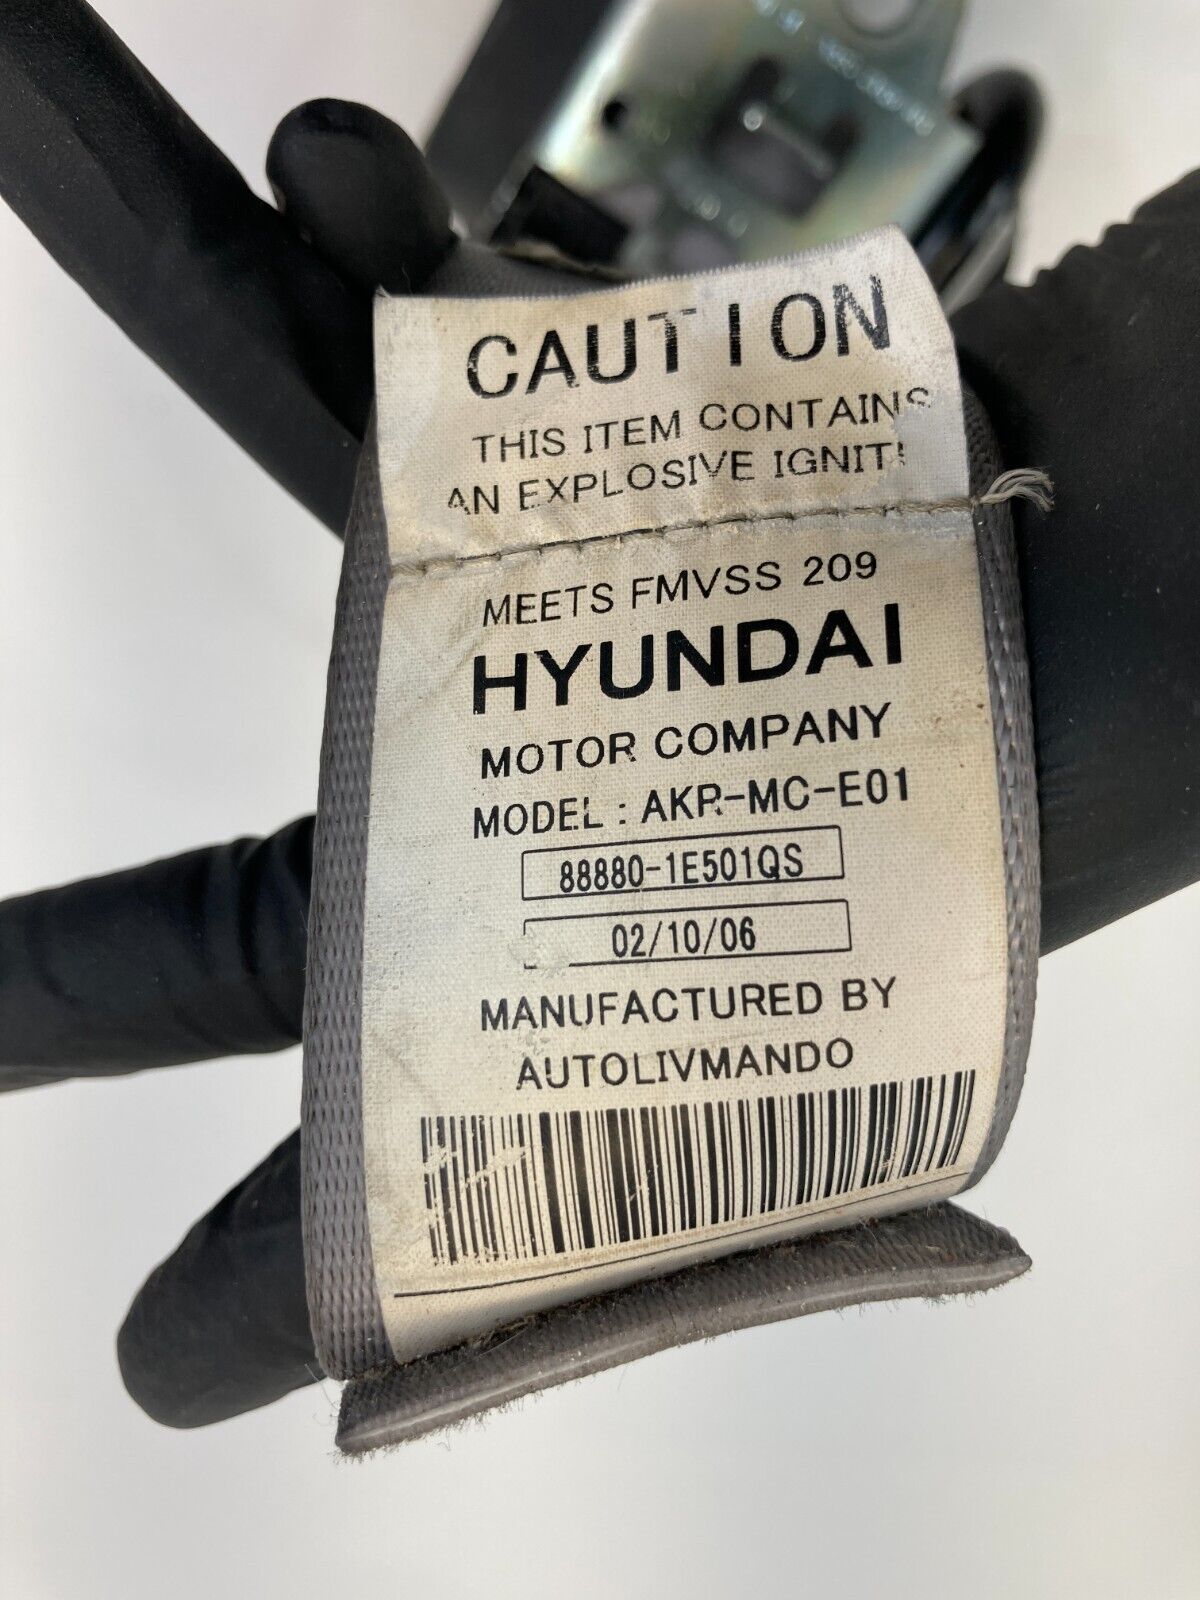 CAUTION
THIS ITEM CONTAINS
AN EXPLOSIVE IGNIT
MEETS FMVSS 209
HYUNDAI
MOTOR COMPANY
MODEL : AKR-MC-E01
88880-1E501QS
02/10/06
MANUFACTURED BY
AUTOLIVMANDO